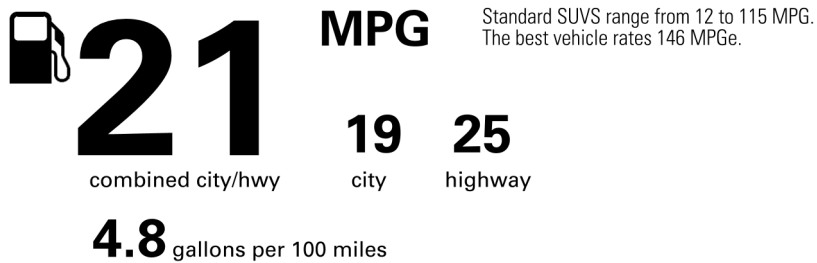 21
MPG
Standard SUVS range from 12 to 115 MPG.
The best vehicle rates 146 MPGe.
19 25
combined city/hwy city highway
4.8 gallons per 100 miles